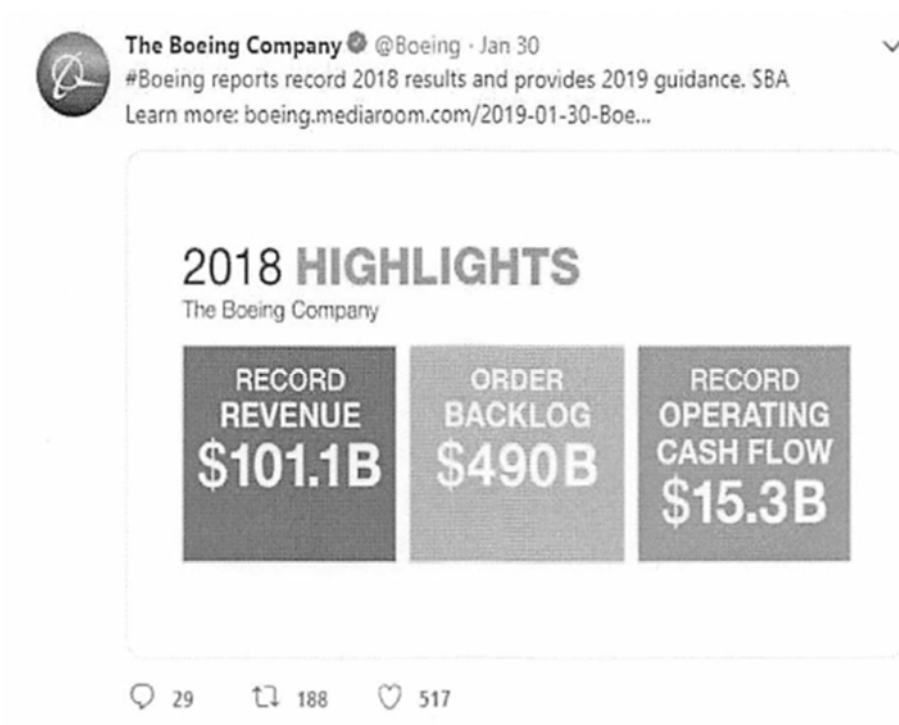 The Boeing Company @Boeing · Jan 30
#Boeing reports record 2018 results and provides 2019 guidance. $BA
Learn more: boeing.mediaroom.com/2019-01-30-Boe...
2018 HIGHLIGHTS
The Boeing Company
RECORD
REVENUE
$101.1B
ORDER
BACKLOG
$490B
RECORD
OPERATING
CASH FLOW
$15.3B
29 188 517